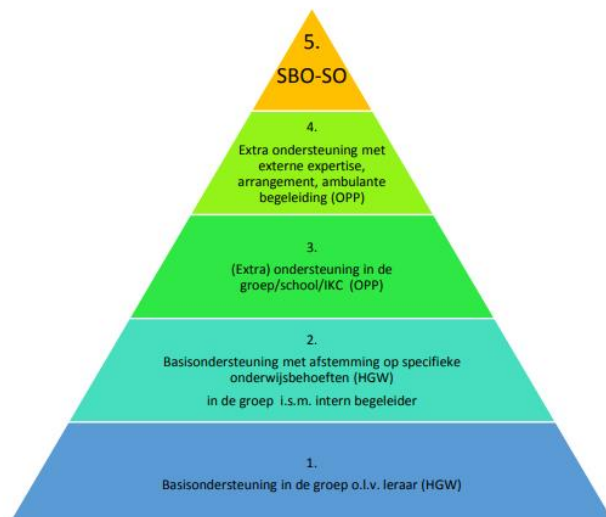 5.
SBO-SO
4.
Extra ondersteuning met
externe expertise,
arrangement, ambulante
begeleiding (OPP)
3.
(Extra) ondersteuning in de
groep/school/IKC (OPP)
2.
Basisondersteuning met afstemming op specifieke
onderwijsbehoeften (HGW)
in de groep i.s.m. intern begeleider
1.
Basisondersteuning in de groep o.l.v. leraar (HGW)